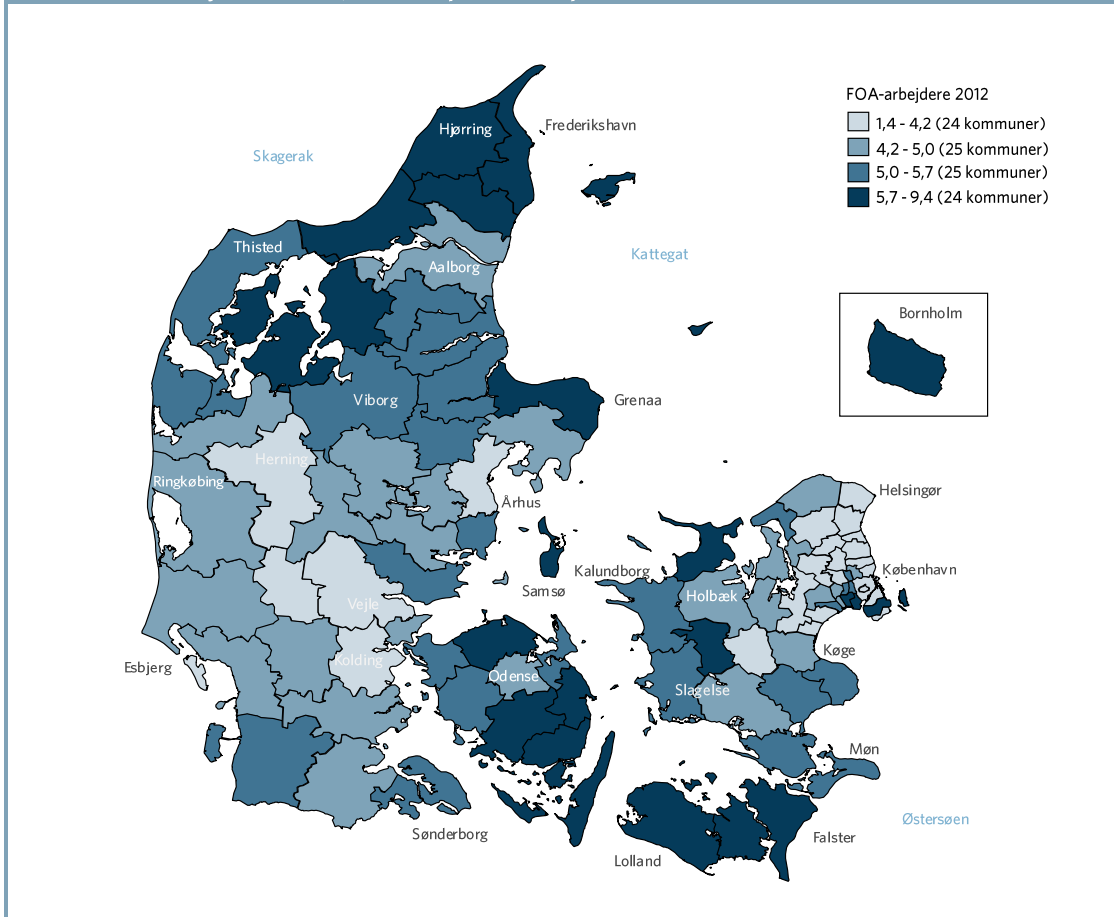 FOA-arbejdere 2012
1,4 - 4,2 (24 kommuner)
4,2 - 5,0 (25 kommuner)
5,0 - 5,7 (25 kommuner)
5,7 - 9,4 (24 kommuner)
Hjørring
Frederikshavn
Skagerak
Thisted
Aalborg
Kattegat
Bornholm
Viborg
Grenaa
Herning
Ringkøbing
Århus
Helsingør
Kalundborg
København
Samsø
Holbæk
Vejle
Køge
Esbjerg
Kolding
Odense
Slagelse
Møn
Østersøen
Sønderborg
Falster
Lolland